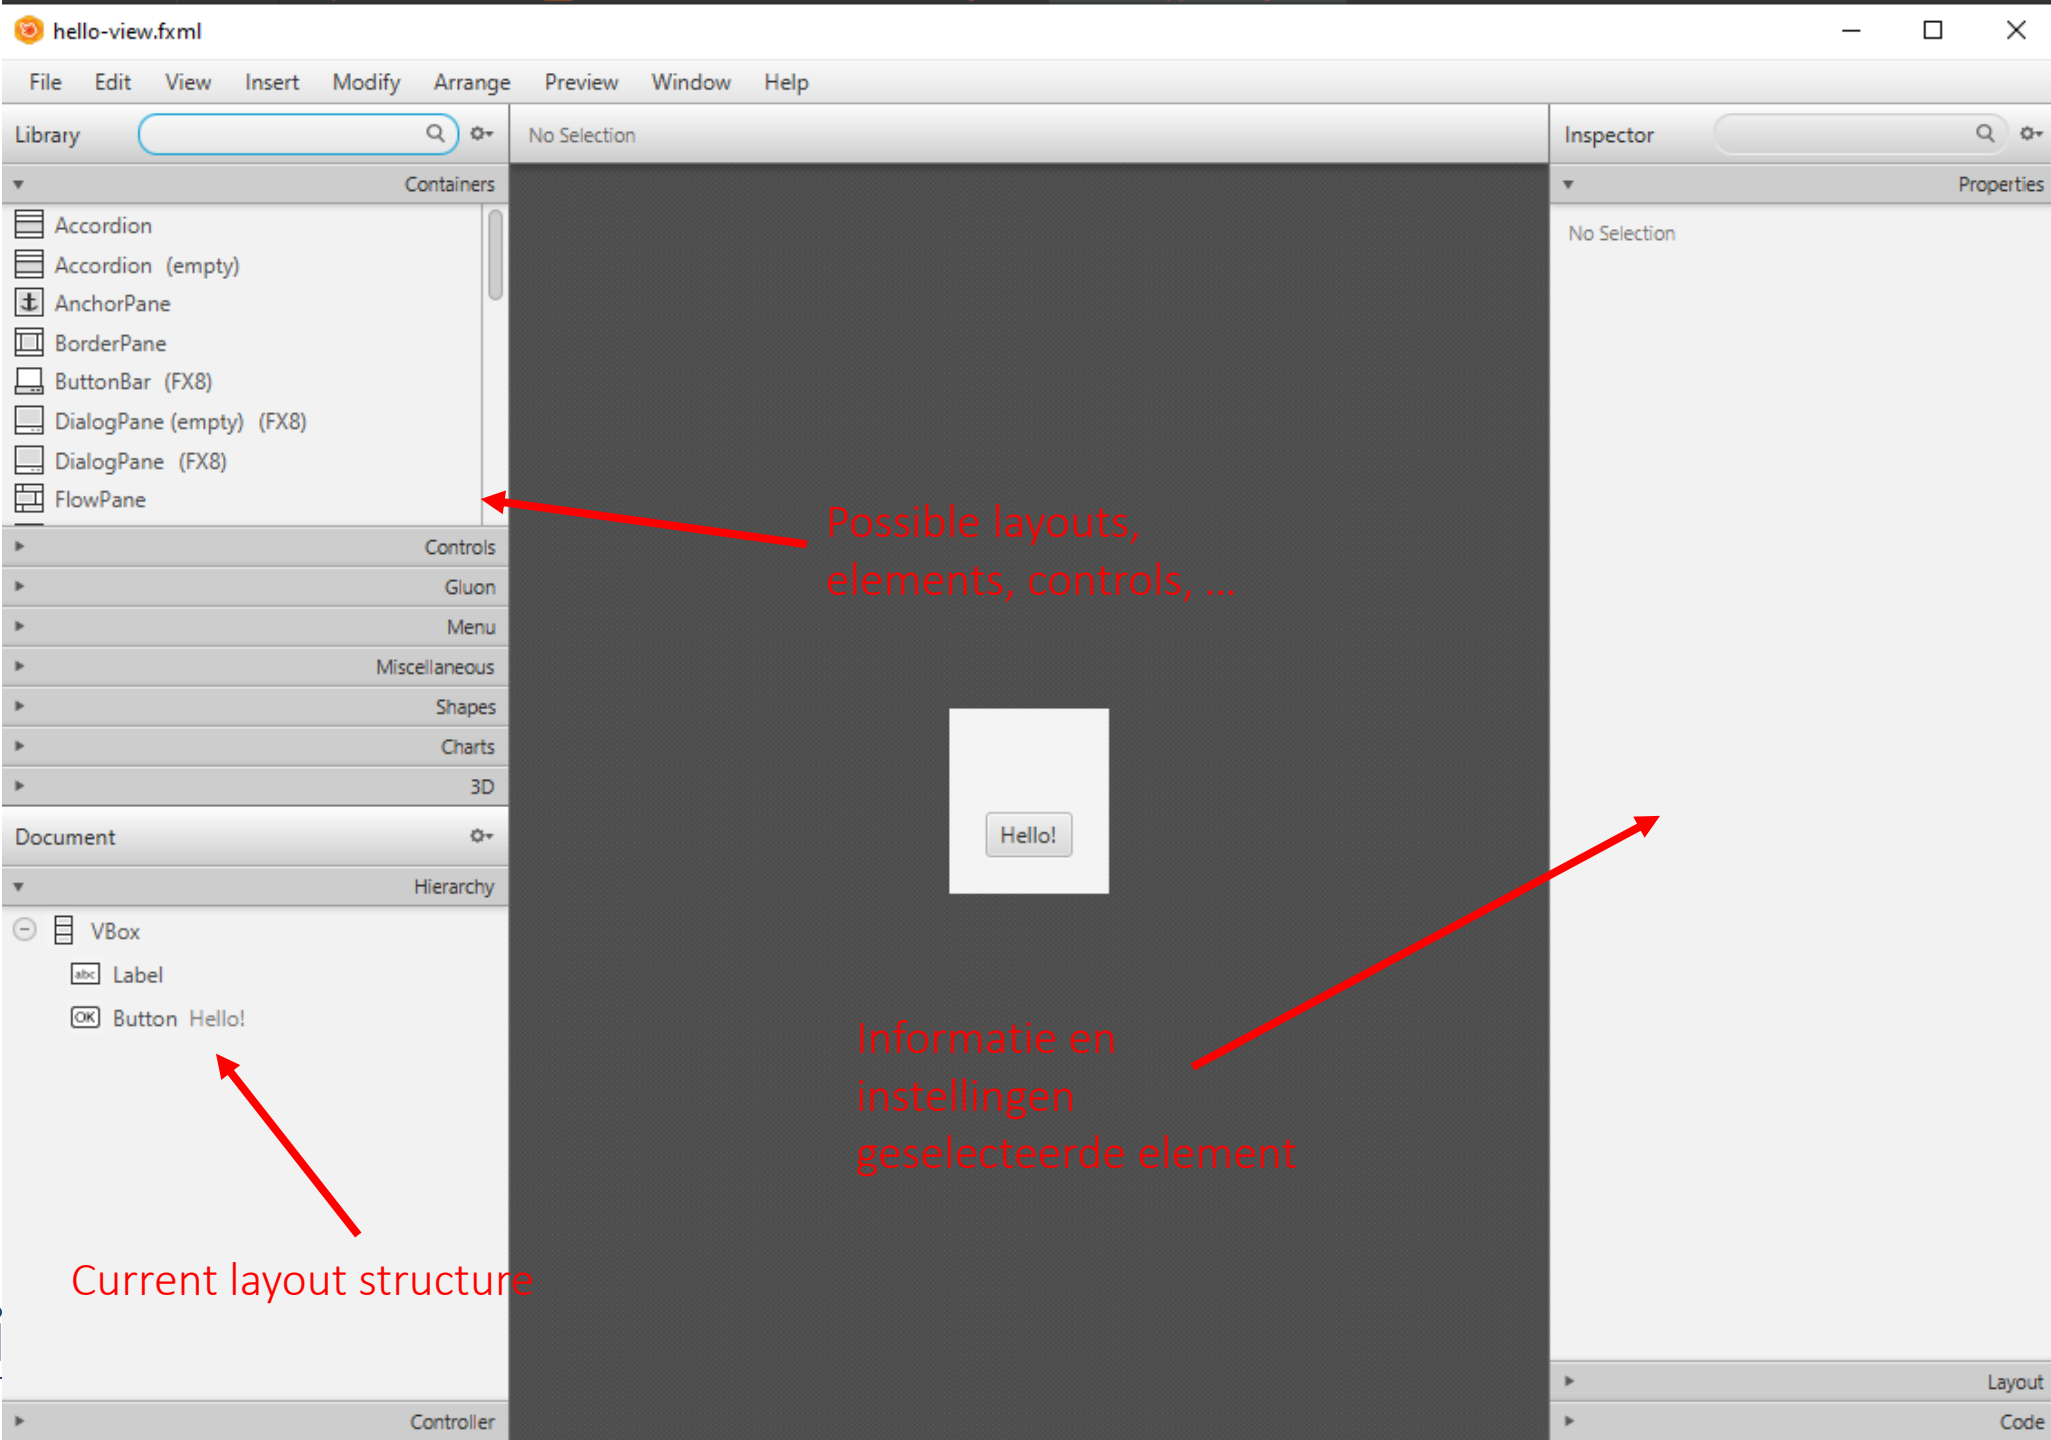 hello-view.fxml
File Edit View Insert Modify Arrange Preview Window Help
Library
No Selection
Inspector
Containers
Properties
Accordion
No Selection
Accordion (empty)
AnchorPane
BorderPane
ButtonBar (FX8)
DialogPane (empty) (FX8)
DialogPane (FX8)
FlowPane
Possible layouts,
elements, controls, ...
Controls
Gluon
Menu
Miscellaneous
Shapes
Charts
3D
Document
Hello!
Hierarchy
VBox
abc Label
OK Button Hello!
Informatie en
instellingen
geselecteerde element
Current layout structure
Layout
Controller
Code